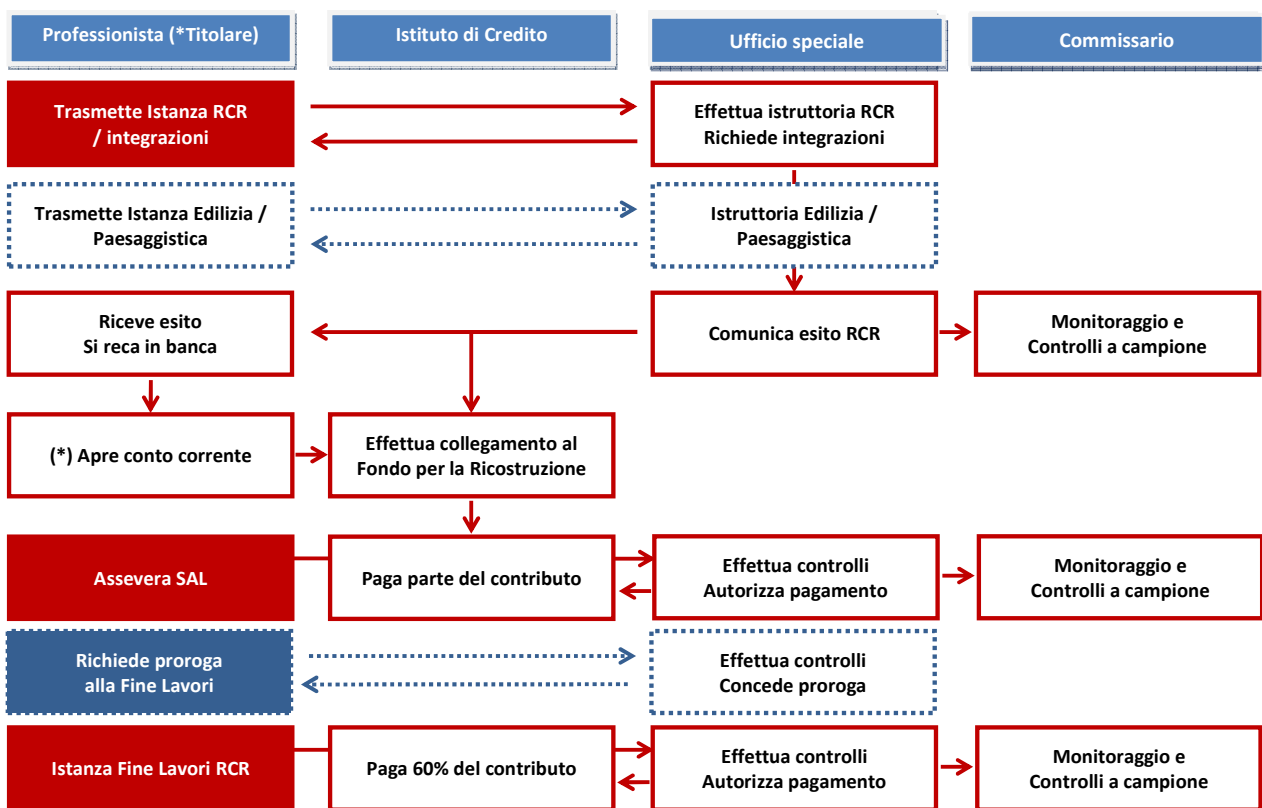 Professionista (*Titolare)
Istituto di Credito
Ufficio speciale
Commissario
Trasmette Istanza RCR
/ integrazioni
Effettua istruttoria RCR
Richiede integrazioni
Trasmette Istanza Edilizia /
Paesaggistica
Istruttoria Edilizia /
Paesaggistica
Riceve esito
Si reca in banca
Comunica esito RCR
Monitoraggio e
Controlli a campione
(*) Apre conto corrente
Effettua collegamento al
Fondo per la Ricostruzione
Assevera SAL
Paga parte del contributo
Effettua controlli
Autorizza pagamento
Monitoraggio e
Controlli a campione
Richiede proroga
alla Fine Lavori
Effettua controlli
Concede proroga
Istanza Fine Lavori RCR
Paga 60% del contributo
Effettua controlli
Autorizza pagamento
Monitoraggio e
Controlli a campione